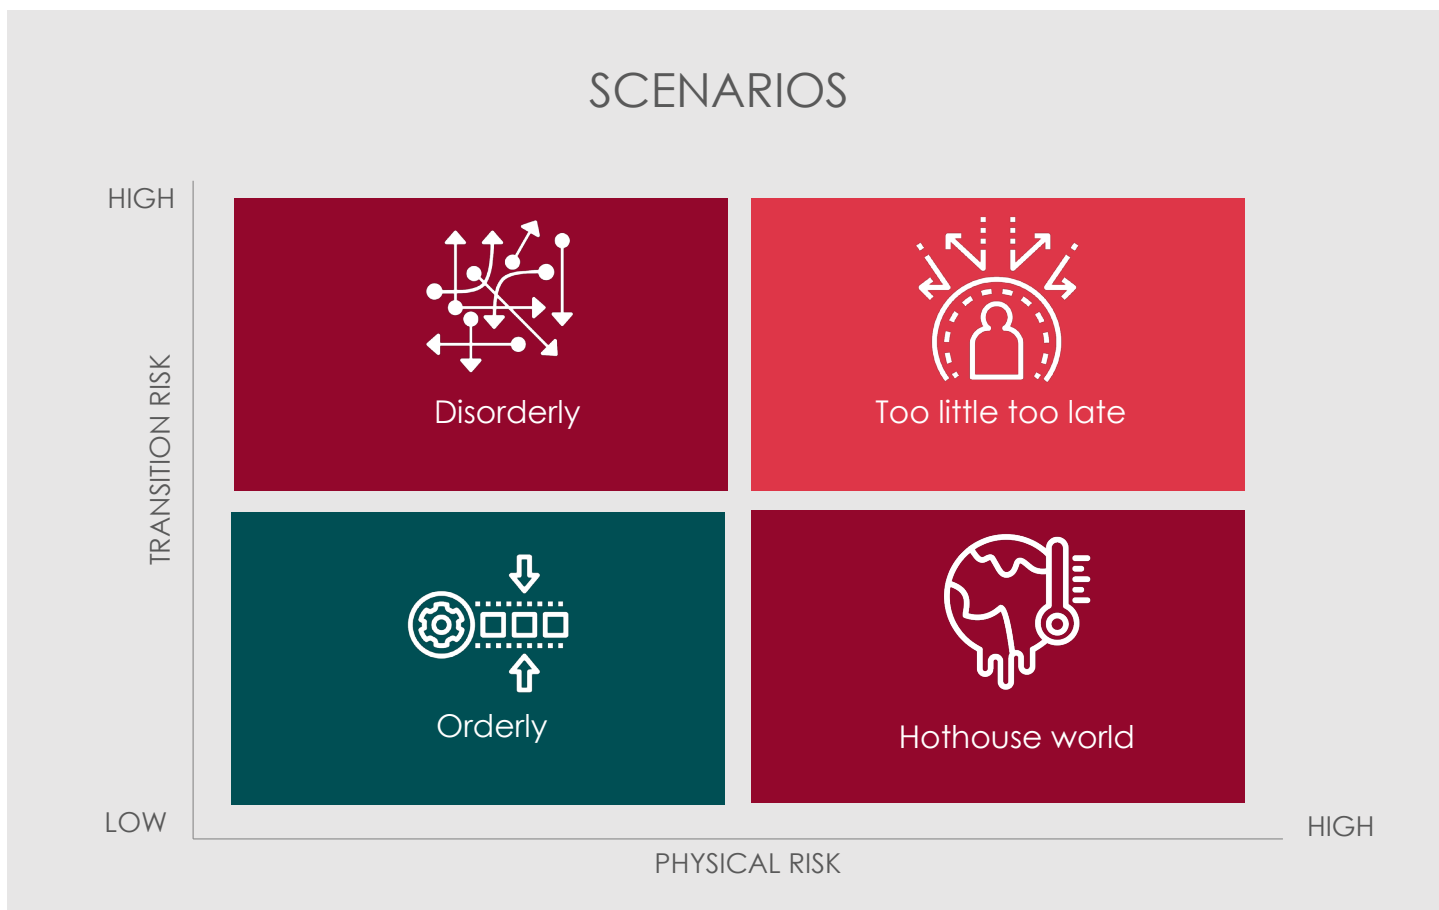 SCENARIOS
HIGH
TRANSITION RISK
Disorderly
Too little too late
Orderly
Hothouse world
LOW
HIGH
PHYSICAL RISK